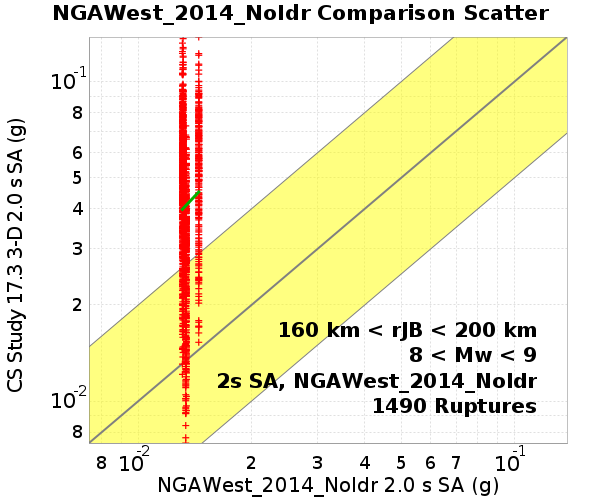 NGAWest_2014_NoIdr Comparison Scatter
CS Study 17.3 3-D 2.0 s SA (g)
10-1
8
6
5
4
3
2
10-2
8
160 km < rJB < 200 km
8 < Mw < 9
2s SA, NGAWest_2014_NoIdr
1490 Ruptures
8 10-2 2 3 4 5 6 7 10-1
NGAWest_2014_NoIdr 2.0 s SA (g)